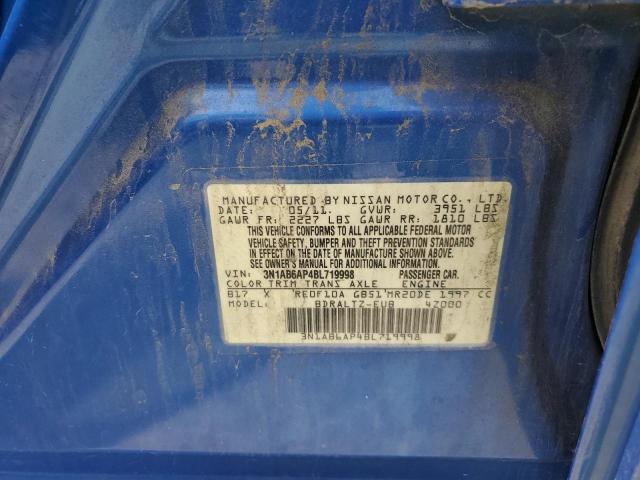 MANUFACTURED BY NISSAN MOTOR CO., LTD.
DATE: 05/11. GVWR: 3951 LBS
GAWR FR: 2227 LBS GAWR RR: 1810 LBS
THIS VEHICLE CONFORMS TO ALL APPLICABLE FEDERAL MOTOR
VEHICLE SAFETY, BUMPER AND THEFT PREVENTION STANDARDS
IN EFFECT ON THE DATE OF MANUFACTURE SHOWN ABOVE.
SEE OWNER'S MANUAL FOR ADDITIONAL INFORMATION.
VIN: 3N1AB6AP4BL719998 PASSENGER CAR.
COLOR TRIM TRANS AXLE ENGINE
B17 X RE0F10A GB51 MR20DE 1997 CC
BDRALTZ-EUB 4Z000
3N1AB6AP4BL719998